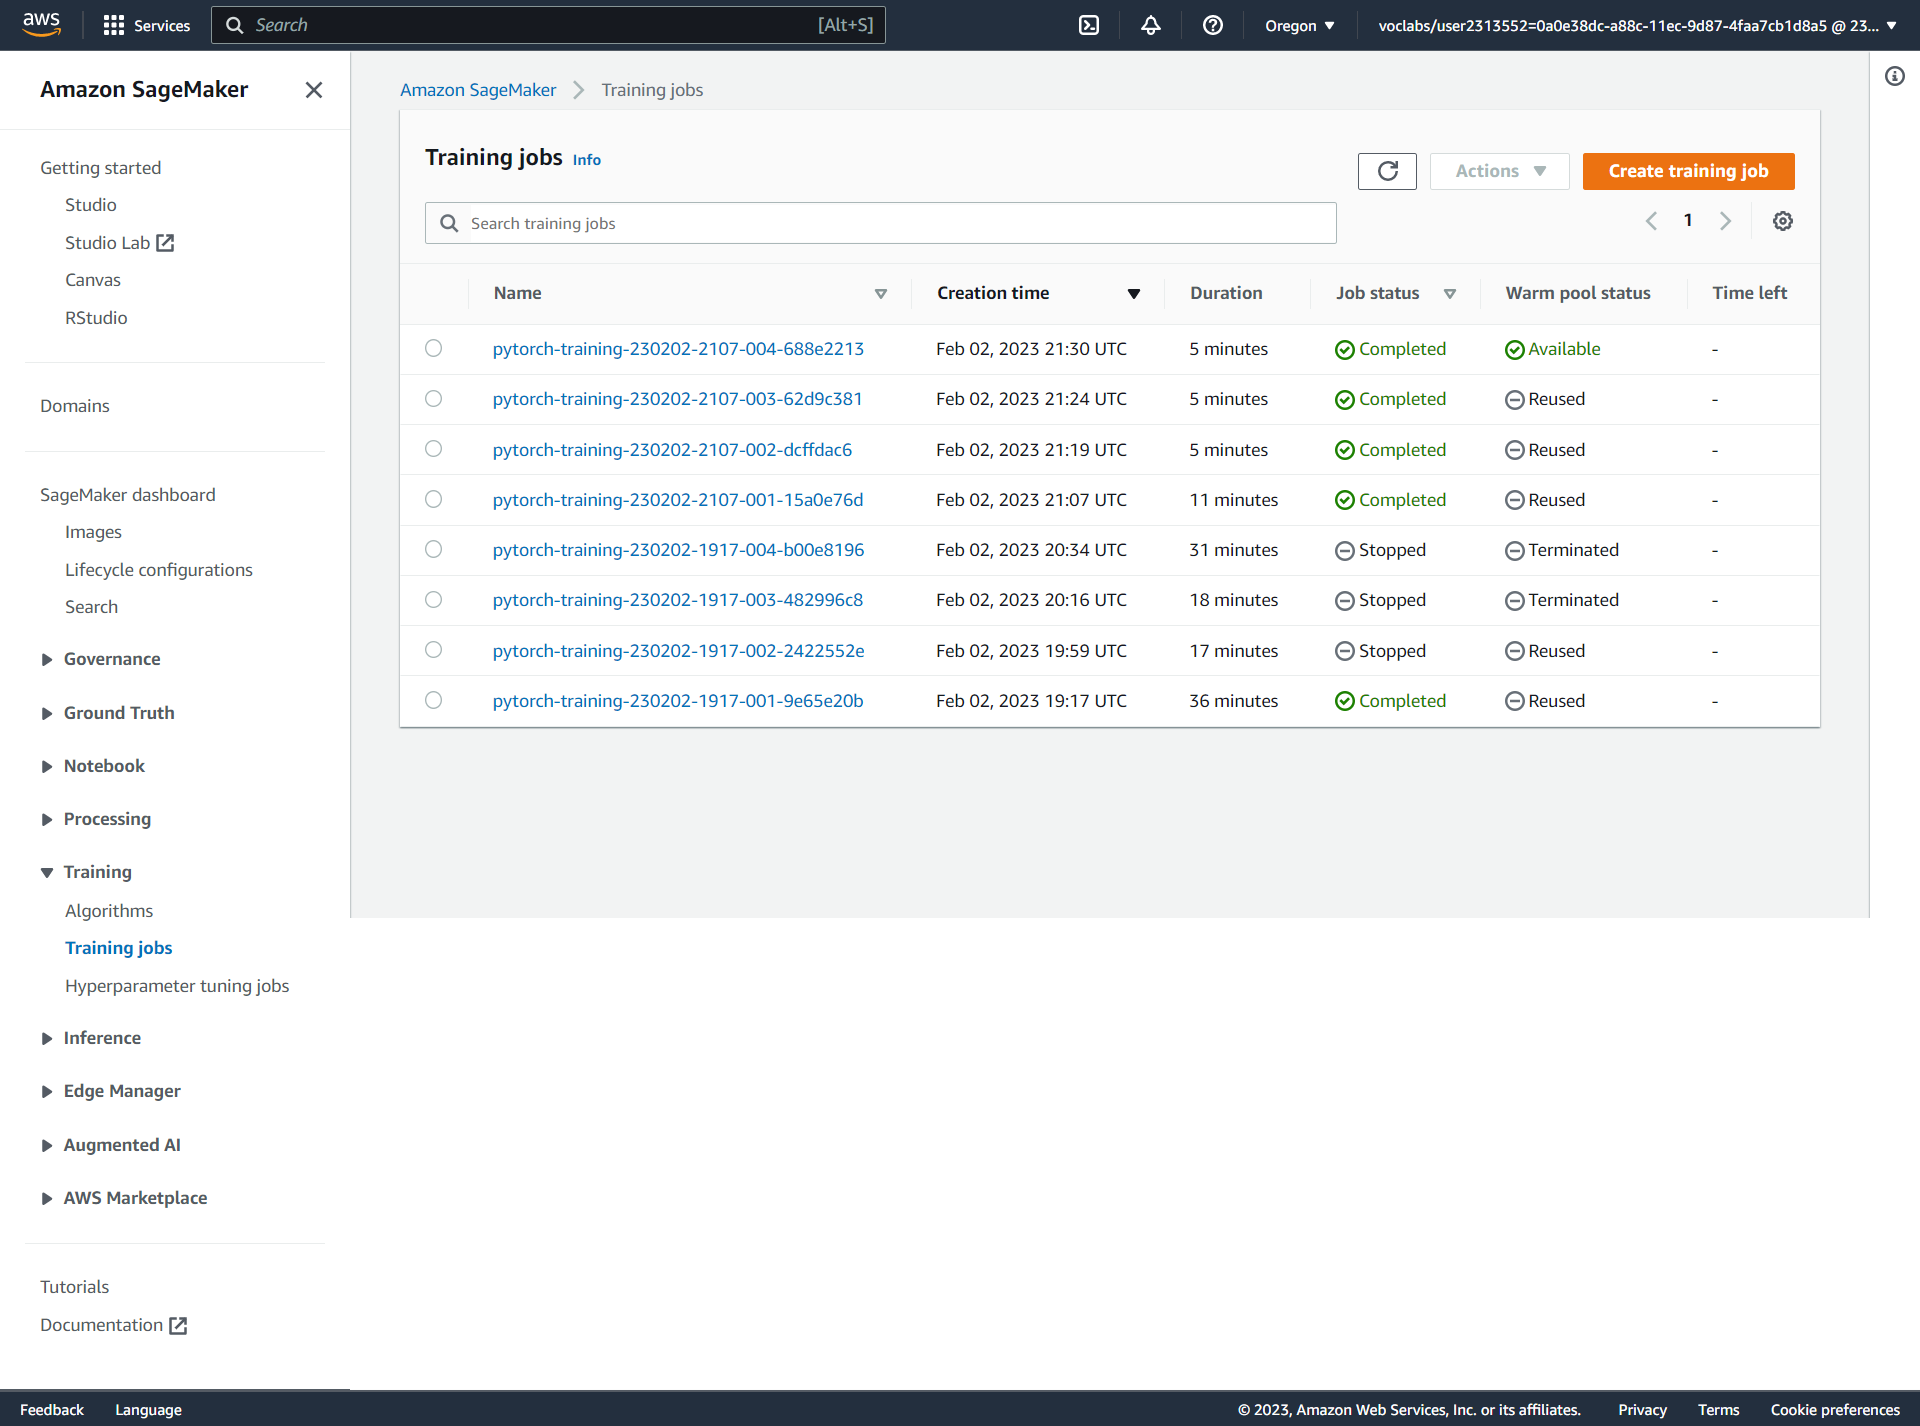 aws Services Search [Alt+S] Oregon voclabs/user2313552=0a0e38dc-a88c-11ec-9d87-4faa7cb1d8a5 @ 23...
Amazon SageMaker
Getting started
Studio
Studio Lab
Canvas
RStudio
Domains
SageMaker dashboard
Images
Lifecycle configurations
Search
Governance
Ground Truth
Notebook
Processing
Training
Algorithms
Training jobs
Hyperparameter tuning jobs
Inference
Edge Manager
Augmented AI
AWS Marketplace
Tutorials
Documentation
Amazon SageMaker Training jobs
Training jobs Info
Actions Create training job
Search training jobs
1
Name Creation time Duration Job status Warm pool status Time left
pytorch-training-230202-2107-004-688e2213 Feb 02, 2023 21:30 UTC 5 minutes Completed Available -
pytorch-training-230202-2107-003-62d9c381 Feb 02, 2023 21:24 UTC 5 minutes Completed Reused -
pytorch-training-230202-2107-002-dcffdac6 Feb 02, 2023 21:19 UTC 5 minutes Completed Reused -
pytorch-training-230202-2107-001-15a0e76d Feb 02, 2023 21:07 UTC 11 minutes Completed Reused -
pytorch-training-230202-1917-004-b00e8196 Feb 02, 2023 20:34 UTC 31 minutes Stopped Terminated -
pytorch-training-230202-1917-003-482996c8 Feb 02, 2023 20:16 UTC 18 minutes Stopped Terminated -
pytorch-training-230202-1917-002-2422552e Feb 02, 2023 19:59 UTC 17 minutes Stopped Reused -
pytorch-training-230202-1917-001-9e65e20b Feb 02, 2023 19:17 UTC 36 minutes Completed Reused -
Feedback Language © 2023, Amazon Web Services, Inc. or its affiliates. Privacy Terms Cookie preferences